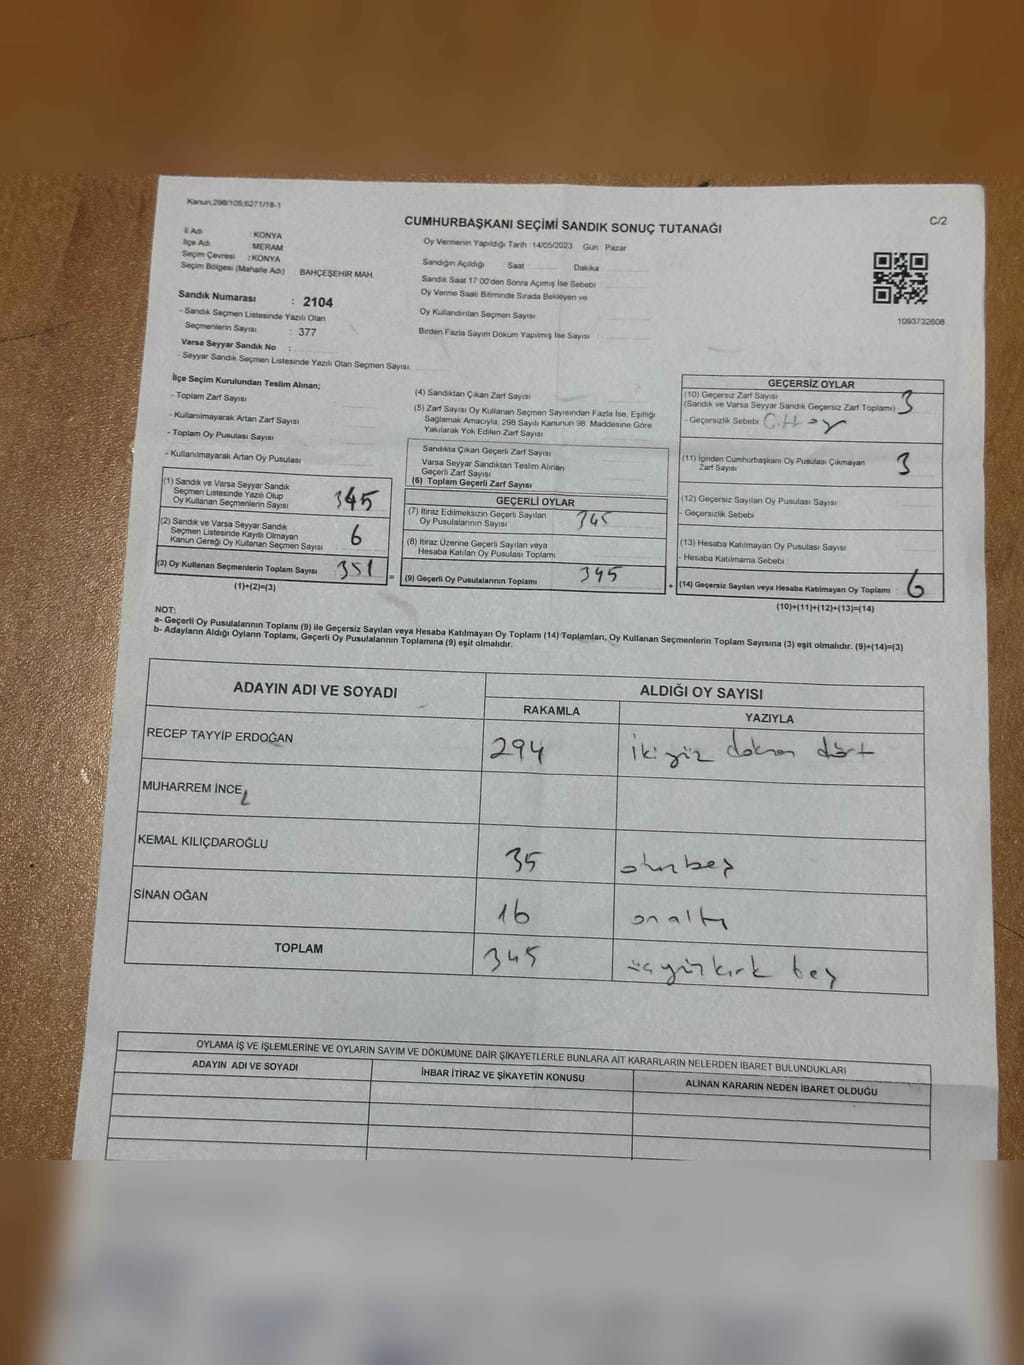 Kanun;298/105,6271/18-1
C/2
CUMHURBAŞKANI SEÇİMİ SANDIK SONUÇ TUTANAĞI
İl Adı : KONYA
İlçe Adı : MERAM
Seçim Çevresi : KONYA
Seçim Bölgesi (Mahalle Adı) BAHÇEŞEHİR MAH
Sandık Numarası : 2104
- Sandık Seçmen Listesinde Yazılı Olan
Seçmenlerin Sayısı : 377
Varsa Seyyar Sandık No :
- Seyyar Sandık Seçmen Listesinde Yazılı Olan Seçmen Sayısı
Oy Vermenin Yapıldığı Tarih : 14/05/2023 Gün Pazar
Sandığın Açıldığı Saat Dakika
Sandık Saat 17:00'den Sonra Açımış İse Sebebi
Oy Verme Saati Bitiminde Sırada Bekleyen ve
Oy Kullandırılan Seçmen Sayısı
Birden Fazla Sayım Döküm Yapılmış İse Sayısı
1093732608
İlçe Seçim Kurulundan Teslim Alınan;
- Toplam Zarf Sayısı
- Kullanılmayarak Artan Zarf Sayısı
- Toplam Oy Pusulası Sayısı
- Kullanılmayarak Artan Oy Pusulası
(1) Sandık ve Varsa Seyyar Sandık
Seçmen Listesinde Yazılı Olup
Oy Kullanan Seçmenlerin Sayısı 345
(2) Sandık ve Varsa Seyyar Sandık
Seçmen Listesinde Kayıtlı Olmayan
Kanun Gereği Oy Kullanan Seçmen Sayısı 6
(3) Oy Kullanan Seçmenlerin Toplam Sayısı 351
(1)+(2)=(3)
=
(4) Sandıktan Çıkan Zarf Sayısı
(5) Zarf Sayısı Oy Kullanan Seçmen Sayısından Fazla İse, Eşitliği
Sağlamak Amacıyla; 298 Sayılı Kanunun 98. Maddesine Göre
Yakılarak Yok Edilen Zarf Sayısı
Sandıkta Çıkan Geçerli Zarf Sayısı
Varsa Seyyar Sandıktan Teslim Alınan
Geçerli Zarf Sayısı
(6) Toplam Geçerli Zarf Sayısı
GEÇERLİ OYLAR
(7) İtiraz Edilmeksizin Geçerli Sayılan
Oy Pusulalarının Sayısı 345
(8) İtiraz Üzerine Geçerli Sayılan veya
Hesaba Katılan Oy Pusulası Toplamı
(9) Geçerli Oy Pusulalarının Toplamı 345
+
GEÇERSİZ OYLAR
(10) Geçersiz Zarf Sayısı
(Sandık ve Varsa Seyyar Sandık Geçersiz Zarf Toplamı) 3
- Geçersizlik Sebebi
(11) İçinden Cumhurbaşkanı Oy Pusulası Çıkmayan
Zarf Sayısı 3
(12) Geçersiz Sayılan Oy Pusulası Sayısı
- Geçersizlik Sebebi
(13) Hesaba Katılmayan Oy Pusulası Sayısı
- Hesaba Katılmama Sebebi
(14) Geçersiz Sayılan veya Hesaba Katılmayan Oy Toplamı : 6
(10)+(11)+(12)+(13)=(14)
NOT:
a- Geçerli Oy Pusulalarının Toplamı (9) ile Geçersiz Sayılan veya Hesaba Katılmayan Oy Toplamı (14) Toplamları, Oy Kullanan Seçmenlerin Toplam Sayısına (3) eşit olmalıdır. (9)+(14)=(3)
b- Adayların Aldığı Oyların Toplamı, Geçerli Oy Pusulalarının Toplamına (9) eşit olmalıdır.
ADAYIN ADI VE SOYADI ALDIĞI OY SAYISI
RAKAMLA YAZIYLA
RECEP TAYYİP ERDOĞAN 294 ikiyüz doksan dört
MUHARREM İNCE
KEMAL KILIÇDAROĞLU 35 otuzbeş
SİNAN OĞAN 16 onaltı
TOPLAM 345 üçyüzkırk beş
OYLAMA İŞ VE İŞLEMLERİNE VE OYLARIN SAYIM VE DÖKÜMÜNE DAİR ŞİKAYETLERLE BUNLARA AİT KARARLARIN NELERDEN İBARET BULUNDUKLARI
ADAYIN ADI VE SOYADI İHBAR İTİRAZ VE ŞİKAYETİN KONUSU ALINAN KARARIN NEDEN İBARET OLDUĞU